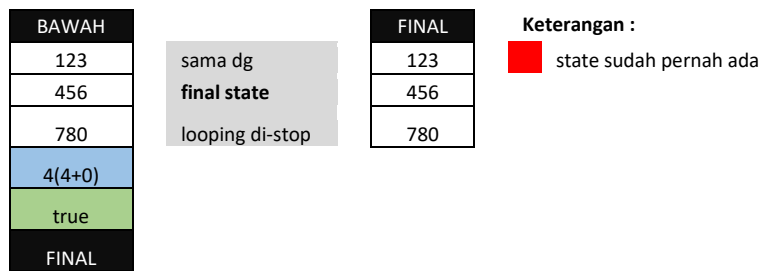 BAWAH
123
456
780
4(4+0)
true
FINAL
sama dg
final state
looping di-stop
FINAL
123
456
780
Keterangan :
state sudah pernah ada